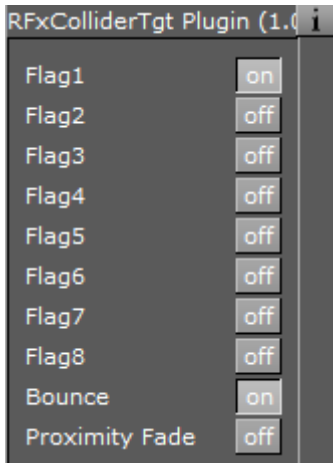 RFxColliderTgt Plugin (1.0 i
Flag1 on
Flag2 off
Flag3 off
Flag4 off
Flag5 off
Flag6 off
Flag7 off
Flag8 off
Bounce on
Proximity Fade off